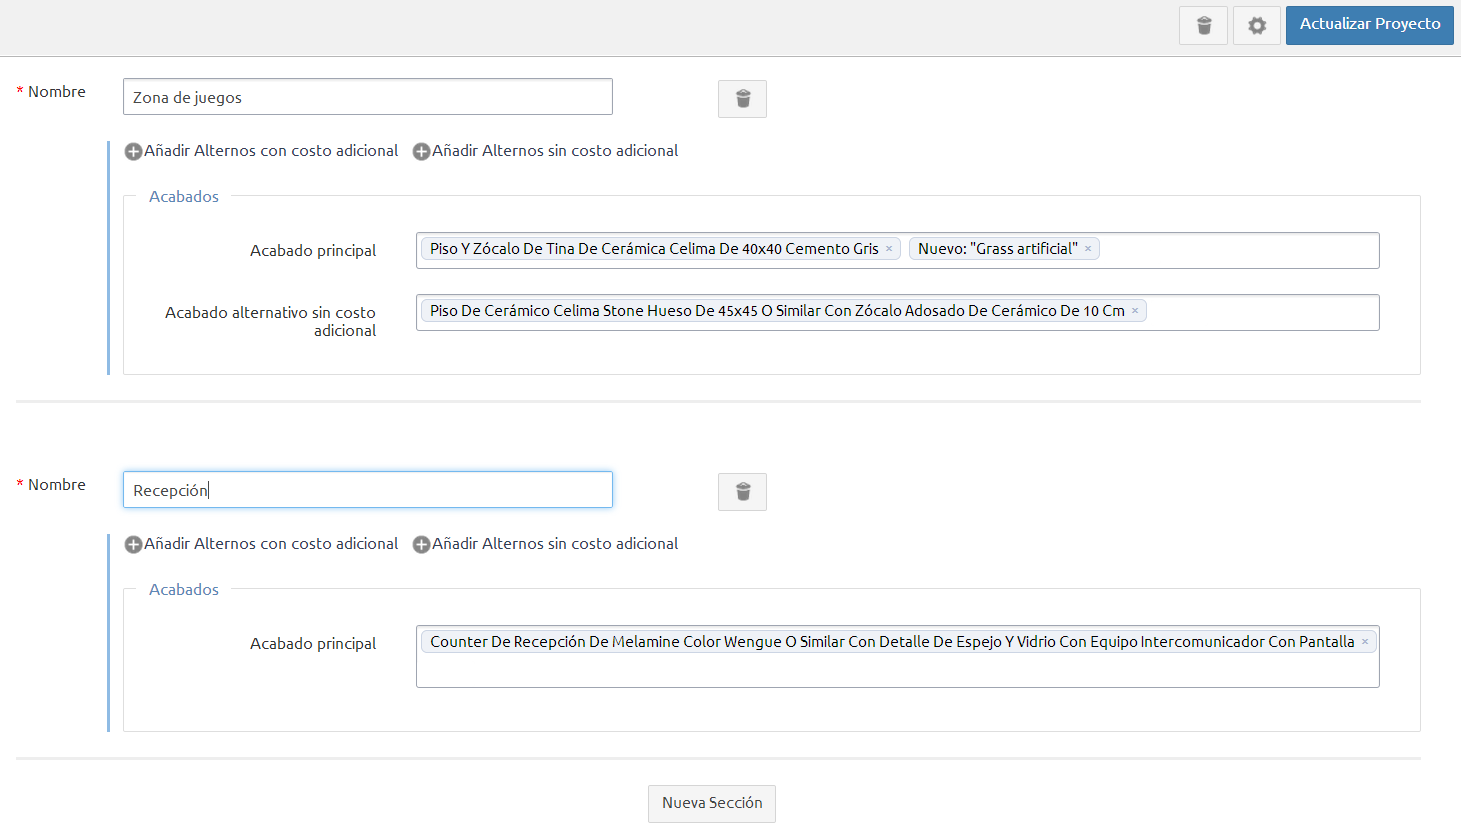 Actualizar Proyecto
* Nombre
Zona de juegos
Añadir Alternos con costo adicional Añadir Alternos sin costo adicional
Acabados
Acabado principal
Piso Y Zócalo De Tina De Cerámica Celima De 40x40 Cemento Gris × Nuevo: "Grass artificial" ×
Acabado alternativo sin costo
adicional
Piso De Cerámico Celima Stone Hueso De 45x45 O Similar Con Zócalo Adosado De Cerámico De 10 Cm ×
* Nombre
Recepción
Añadir Alternos con costo adicional Añadir Alternos sin costo adicional
Acabados
Acabado principal
Counter De Recepción De Melamine Color Wengue O Similar Con Detalle De Espejo Y Vidrio Con Equipo Intercomunicador Con Pantalla ×
Nueva Sección